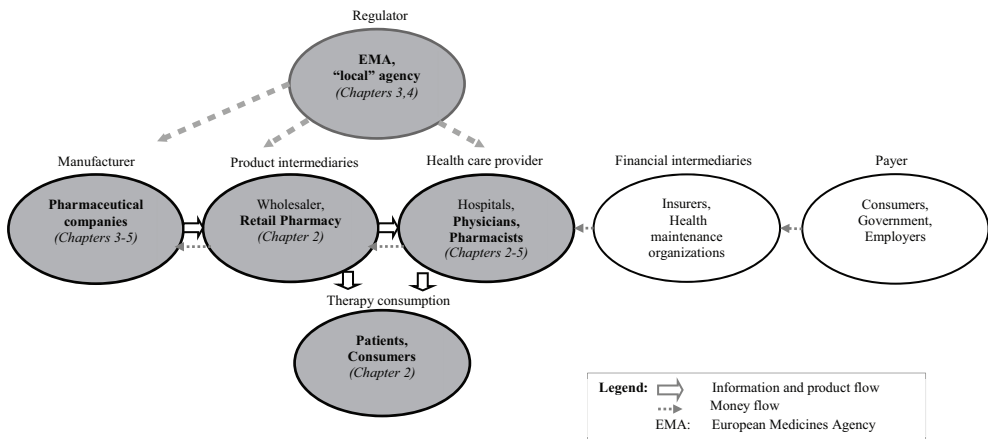 Regulator
EMA,
“local” agency
(Chapters 3,4)
Manufacturer
Product intermediaries
Health care provider
Financial intermediaries
Payer
Pharmaceutical
companies
(Chapters 3-5)
Wholesaler,
Retail Pharmacy
(Chapter 2)
Hospitals,
Physicians,
Pharmacists
(Chapters 2-5)
Insurers,
Health
maintenance
organizations
Consumers,
Government,
Employers
Therapy consumption
Patients,
Consumers
(Chapter 2)
Legend: Information and product flow
Money flow
EMA: European Medicines Agency